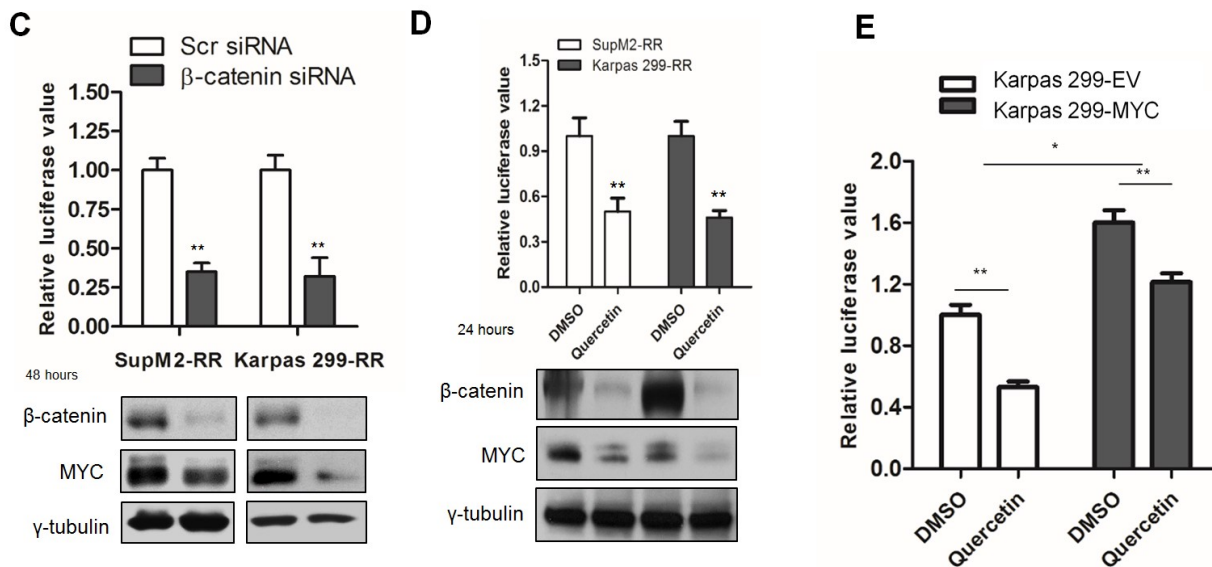 C
Scr siRNA
β-catenin siRNA
Relative luciferase value
1.50
1.25
1.00
0.75
0.50
0.25
0.00
**
**
SupM2-RR
Karpas 299-RR
48 hours
β-catenin
MYC
γ-tubulin
D
SupM2-RR
Karpas 299-RR
Relative luciferase value
1.5
1.2
0.9
0.6
0.3
0.0
**
**
24 hours
DMSO
Quercetin
DMSO
Quercetin
β-catenin
MYC
γ-tubulin
E
Karpas 299-EV
Karpas 299-MYC
Relative luciferase value
2.0
1.6
1.2
0.8
0.4
0.0
*
**
**
DMSO
Quercetin
DMSO
Quercetin